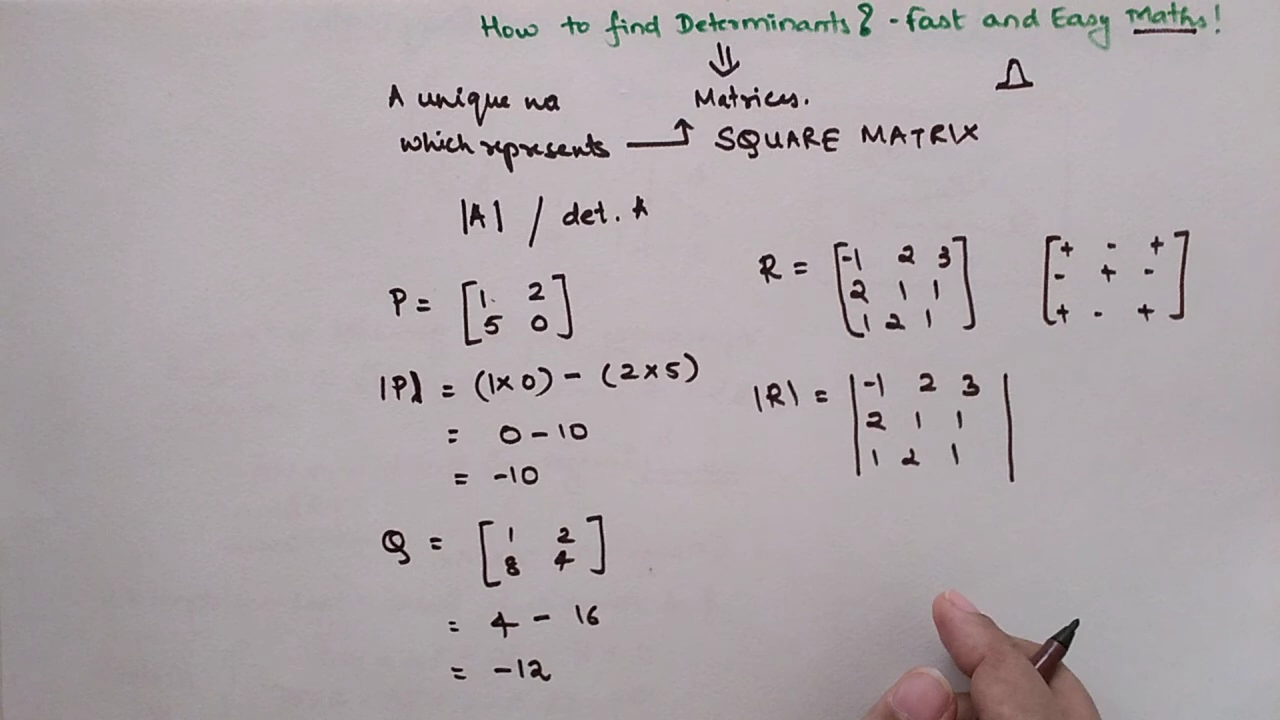 How to find Determinants? - Fast and Easy Maths!
⇓
A unique no Matrices. Δ
which represents → SQUARE MATRIX
|A| / det. A
P = [1 2
5 0]
|P| = (1×0) - (2×5)
= 0 - 10
= -10
Q = [1 2
8 4]
= 4 - 16
= -12
R = [-1 2 3
2 1 1
1 2 1]
[+ - +
- + -
+ - +]
|R| = |-1 2 3
2 1 1
1 2 1|